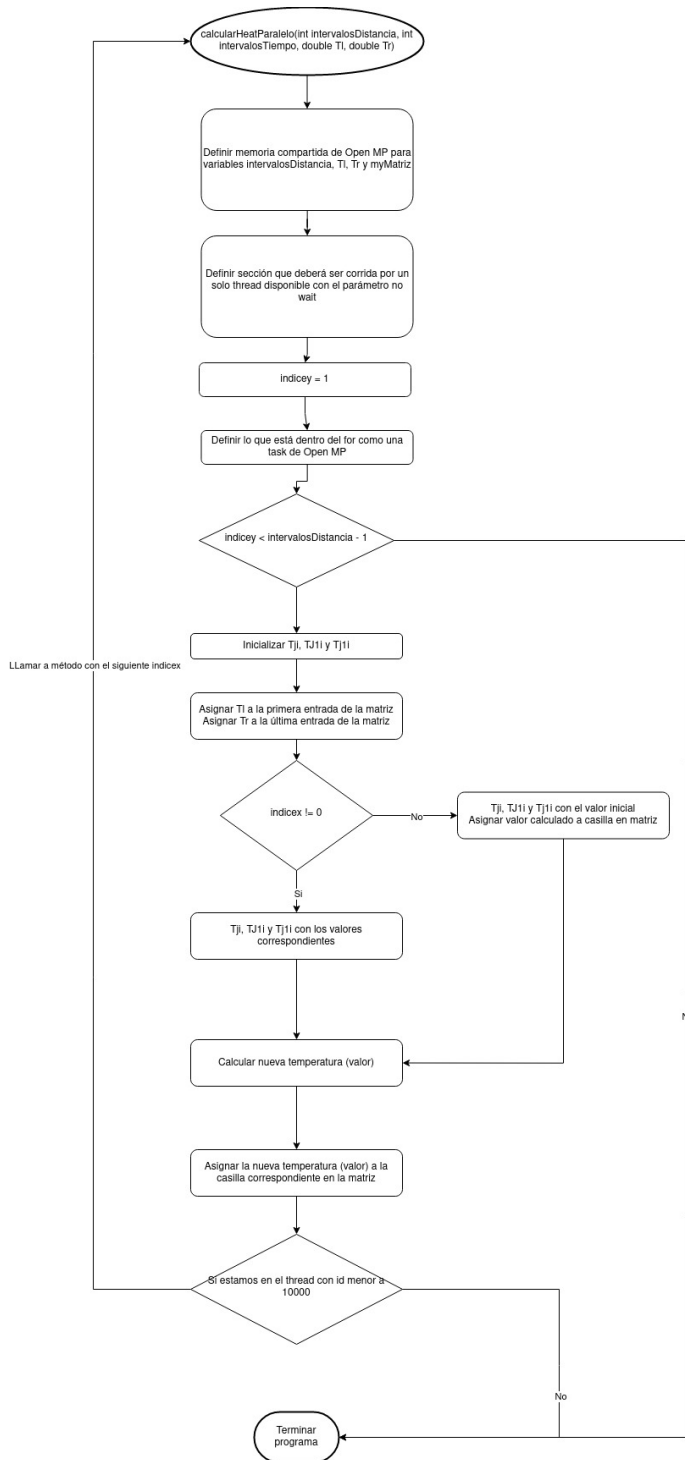 calcularHeatParalelo(int intervalosDistancia, int
intervalosTiempo, double Tl, double Tr)
Definir memoria compartida de Open MP para
variables intervalosDistancia, Tl, Tr y myMatriz
Definir sección que deberá ser corrida por un
solo thread disponible con el parámetro no
wait
indicey = 1
Definir lo que está dentro del for como una
task de Open MP
indicey < intervalosDistancia - 1
Inicializar Tji, TJ1i y Tj1i
LLamar a método con el siguiente indicex
Asignar Tl a la primera entrada de la matriz
Asignar Tr a la última entrada de la matriz
indicex != 0
No
Tji, TJ1i y Tj1i con el valor inicial
Asignar valor calculado a casilla en matriz
Si
Tji, TJ1i y Tj1i con los valores
correspondientes
Calcular nueva temperatura (valor)
Asignar la nueva temperatura (valor) a la
casilla correspondiente en la matriz
Si estamos en el thread con id menor a
10000
No
Terminar
programa